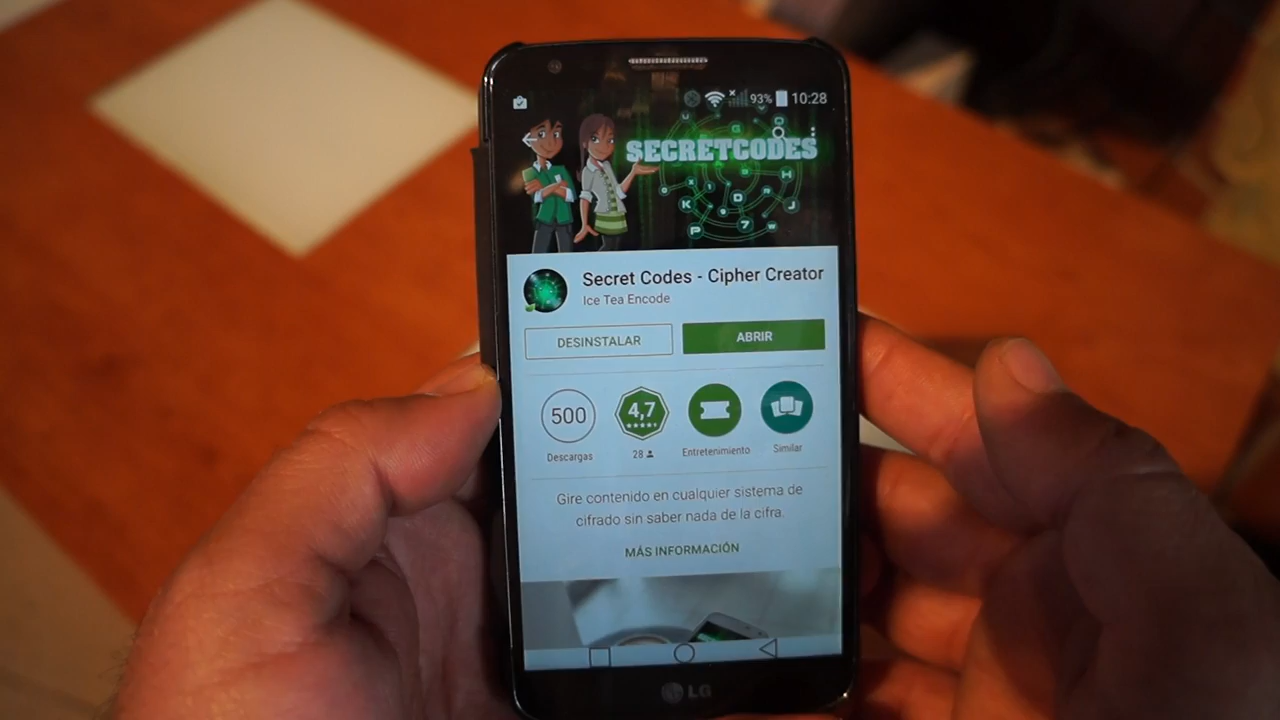 93% 10:28
SECRETCODES
Secret Codes - Cipher Creator
Ice Tea Encode
DESINSTALAR
ABRIR
500
4,7
Descargas
28
Entretenimiento
Similar
Gire contenido en cualquier sistema de
cifrado sin saber nada de la cifra.
MÁS INFORMACIÓN
LG